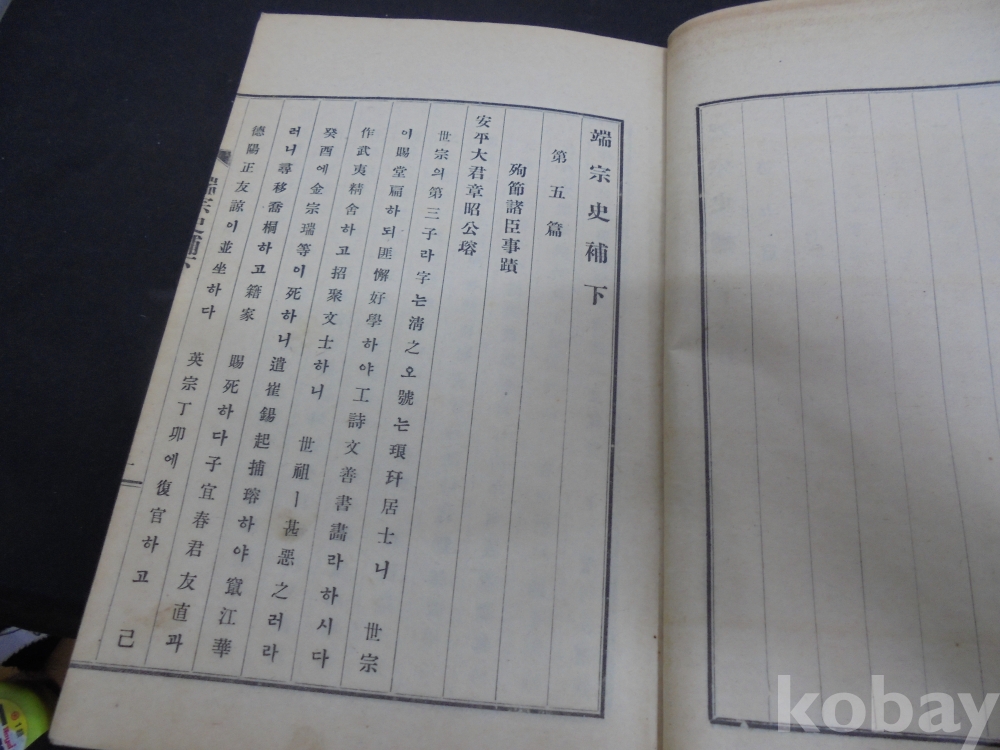 端宗史補下
第五篇
殉節諸臣事蹟
安平大君章昭公瑢
世宗의第三子라字는淸之오號는琅玕居士니 世宗
이賜堂扁하되匪懈好學하야工詩文善書畵라하시다
作武夷精舍하고招聚文士하니 世祖ㅣ甚惡之러라
癸酉에金宗瑞等이死하니遣崔錫起捕瑢하야竄江華
러니尋移喬桐하고籍家 賜死하다子宜春君友直과
德陽正友諒이並坐하다 英宗丁卯에復官하고 己
端宗史補下
一
kobay